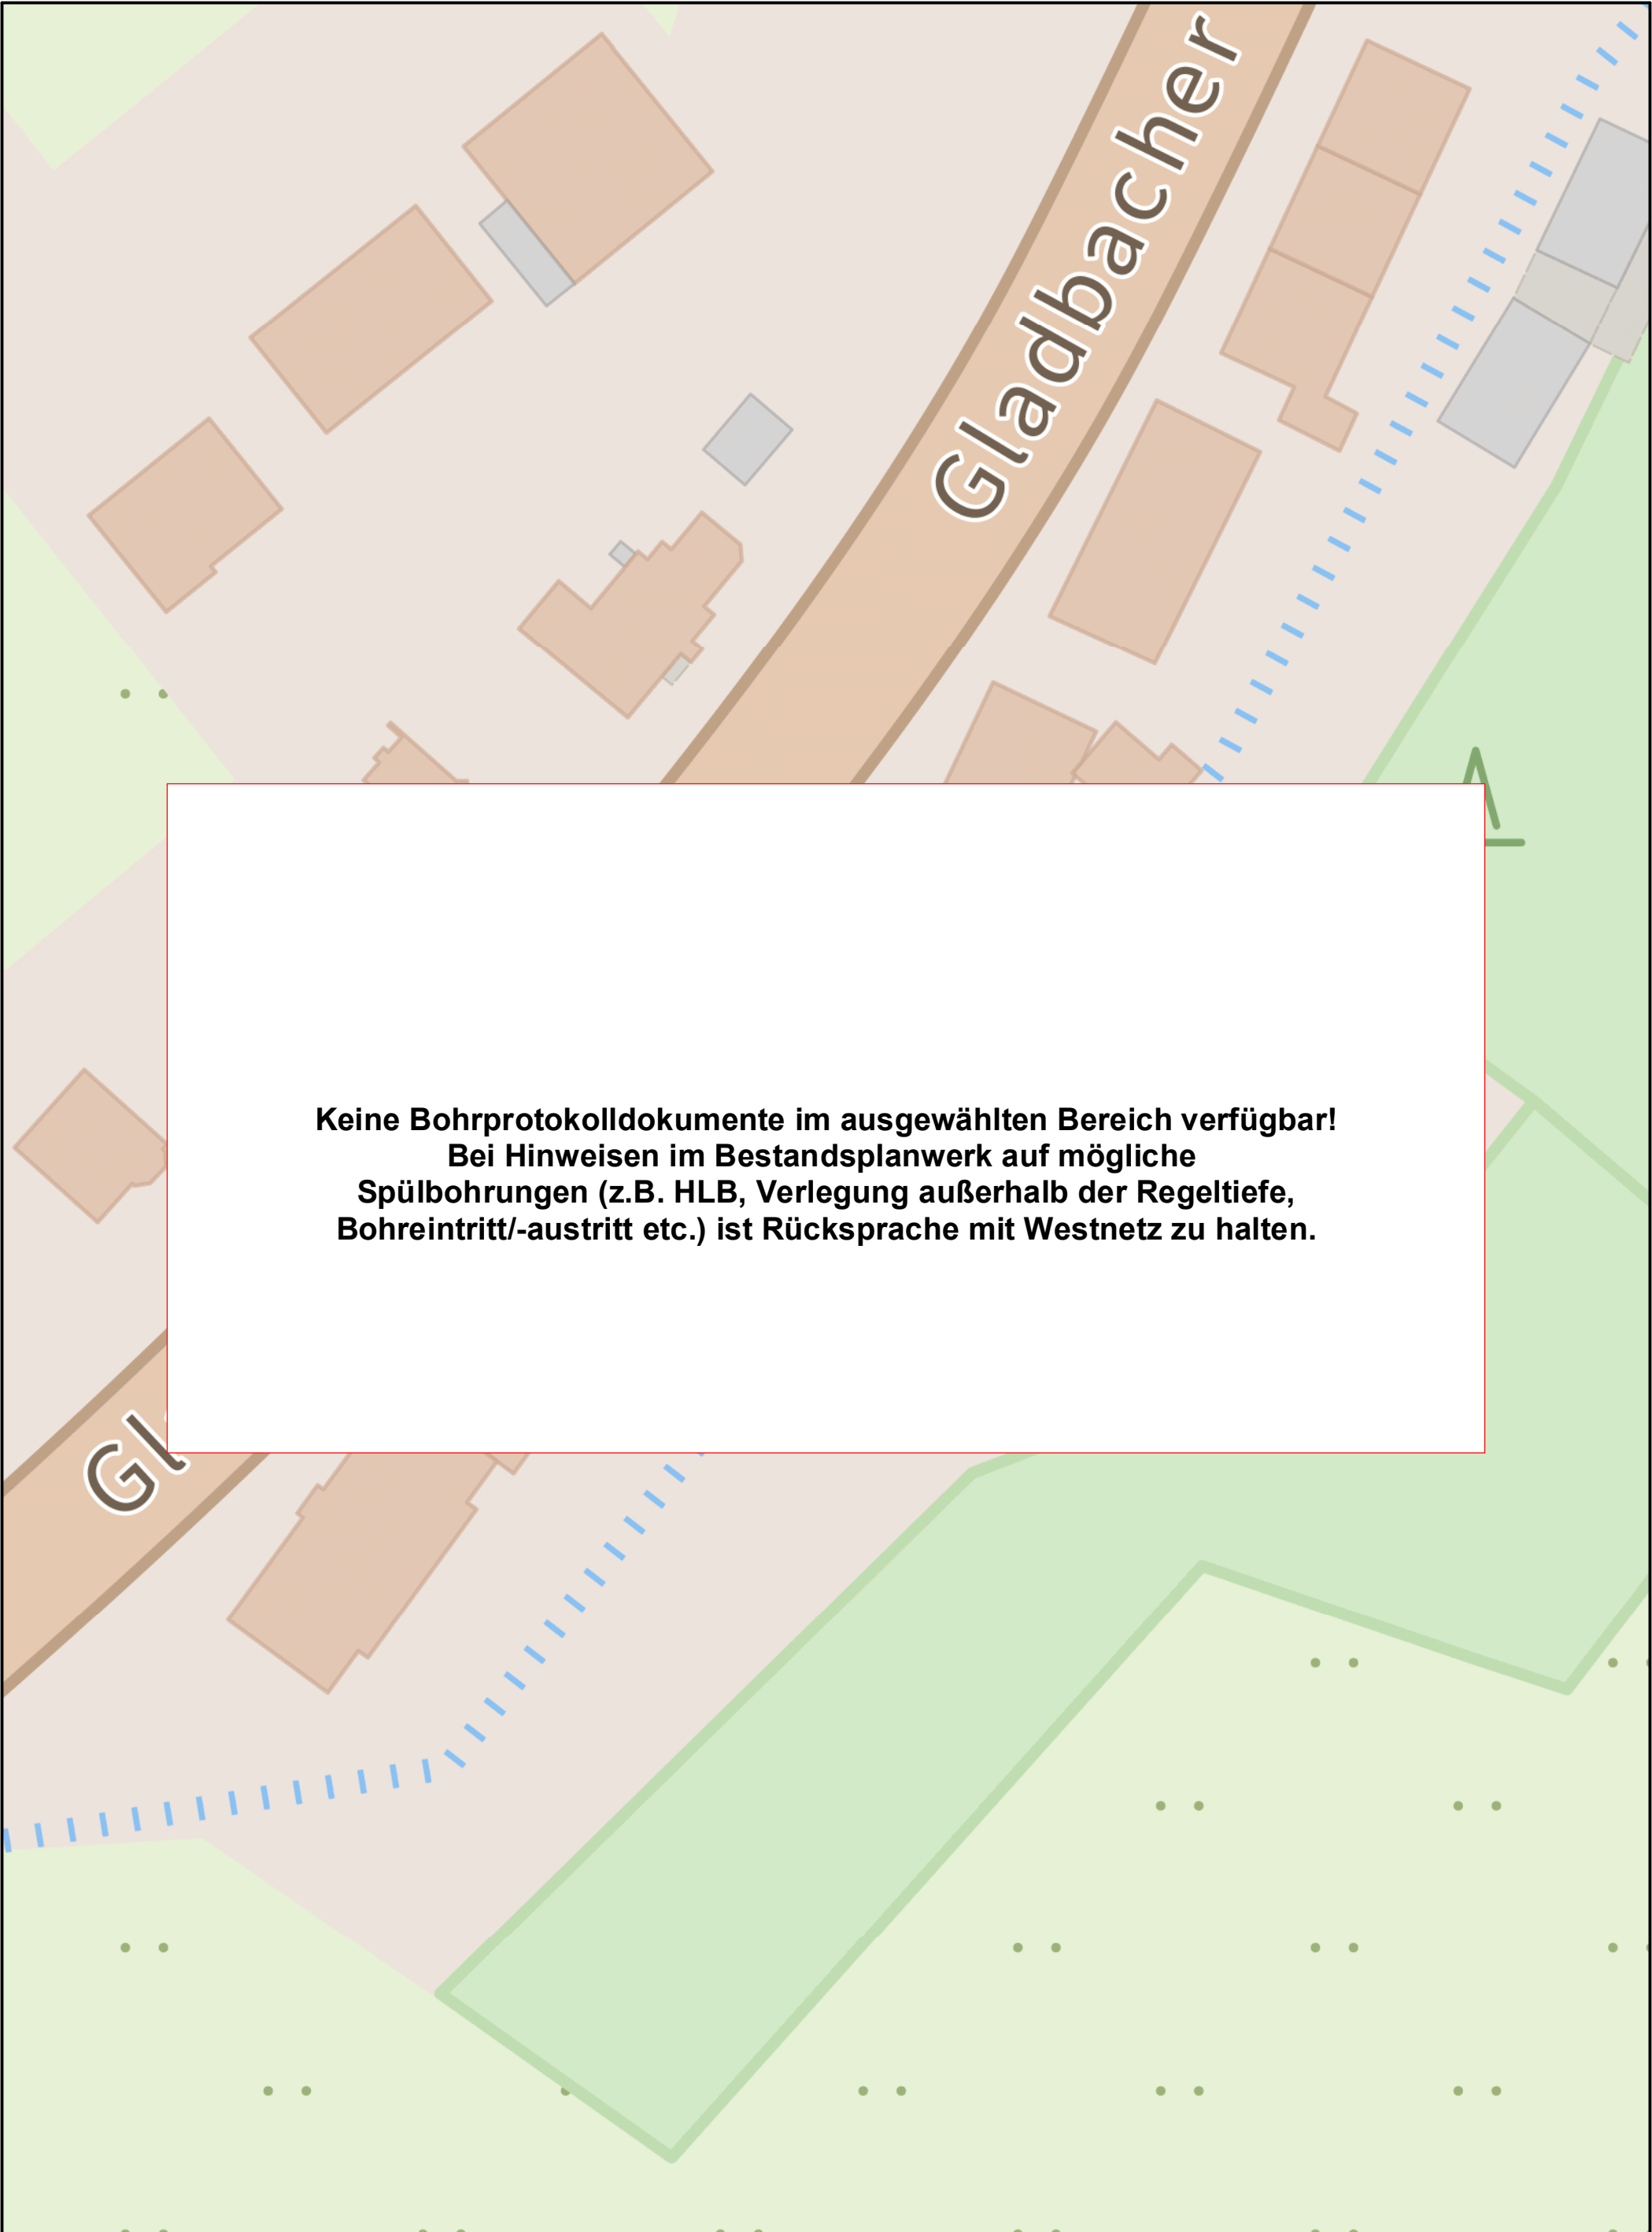 Gladbacher
Keine Bohrprotokolldokumente im ausgewählten Bereich verfügbar!
Bei Hinweisen im Bestandsplanwerk auf mögliche
Spülbohrungen (z.B. HLB, Verlegung außerhalb der Regeltiefe,
Bohreintritt/-austritt etc.) ist Rücksprache mit Westnetz zu halten.
Gl